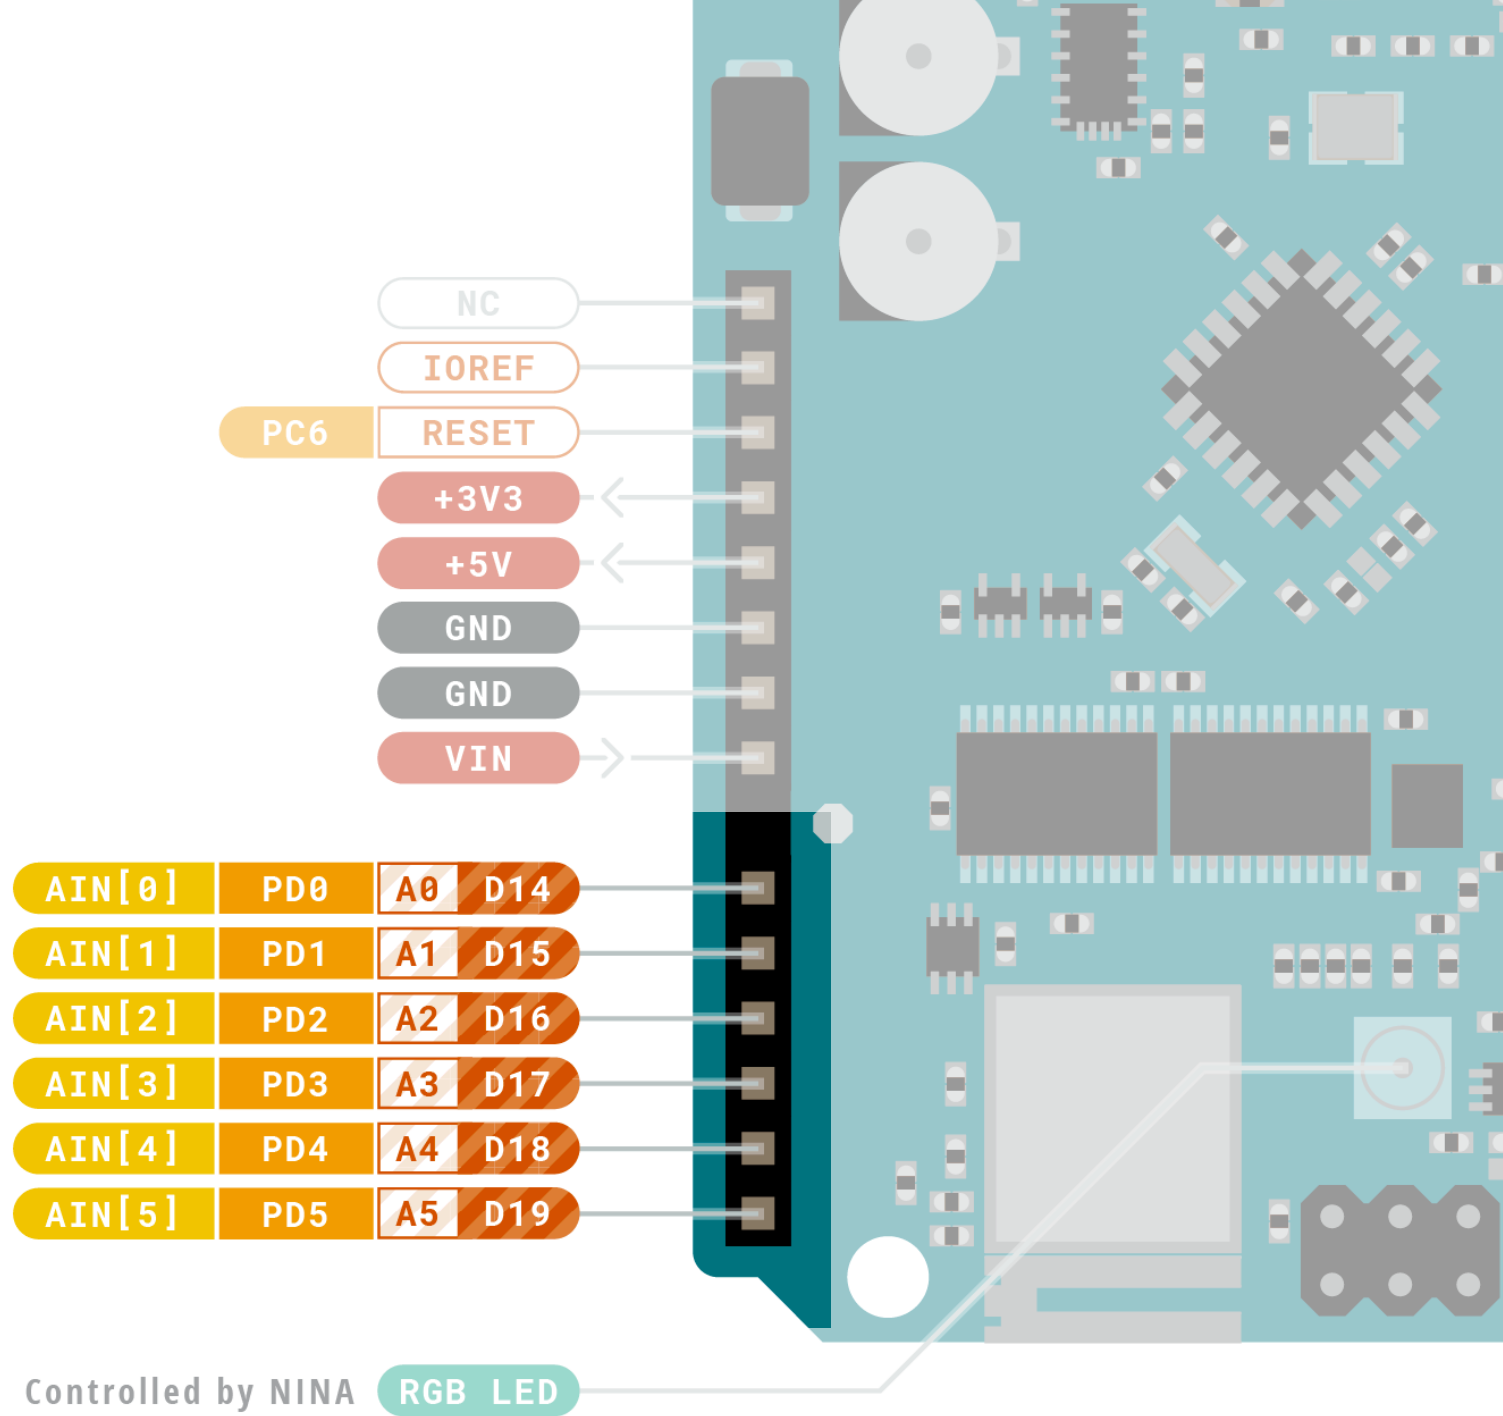 NC
IOREF
PC6 RESET
+3V3
+5V
GND
GND
VIN
AIN[0] PD0 A0 D14
AIN[1] PD1 A1 D15
AIN[2] PD2 A2 D16
AIN[3] PD3 A3 D17
AIN[4] PD4 A4 D18
AIN[5] PD5 A5 D19
Controlled by NINA RGB LED